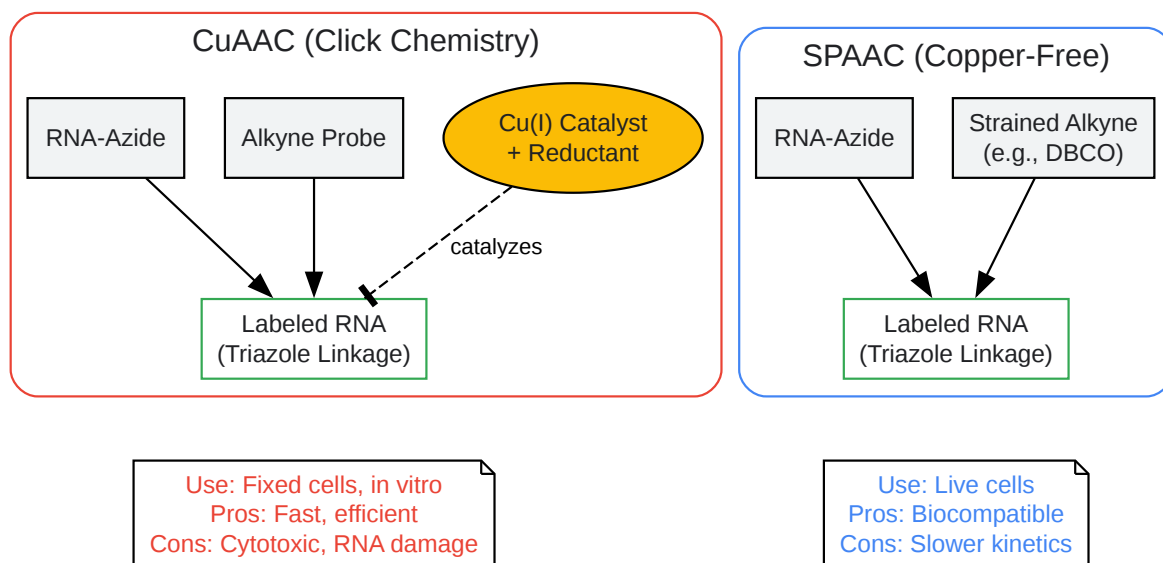 CuAAC (Click Chemistry)
RNA-Azide
Alkyne Probe
Cu(I) Catalyst
+ Reductant
catalyzes
Labeled RNA
(Triazole Linkage)
SPAAC (Copper-Free)
RNA-Azide
Strained Alkyne
(e.g., DBCO)
Labeled RNA
(Triazole Linkage)
Use: Fixed cells, in vitro
Pros: Fast, efficient
Cons: Cytotoxic, RNA damage
Use: Live cells
Pros: Biocompatible
Cons: Slower kinetics